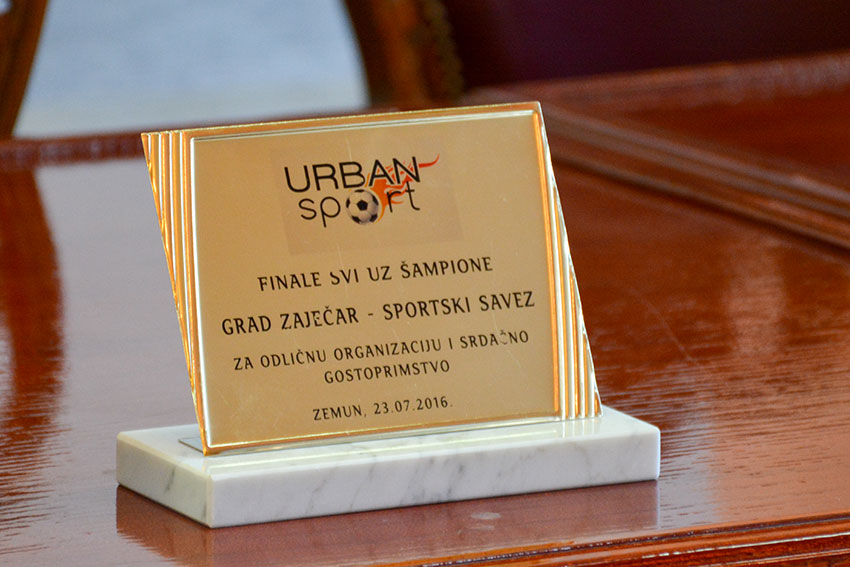 URBAN
sport
FINALE SVI UZ ŠAMPIONE
GRAD ZAJEČAR - SPORTSKI SAVEZ
ZA ODLIČNU ORGANIZACIJU I SRDAČNO
GOSTOPRIMSTVO
ZEMUN, 23.07.2016.